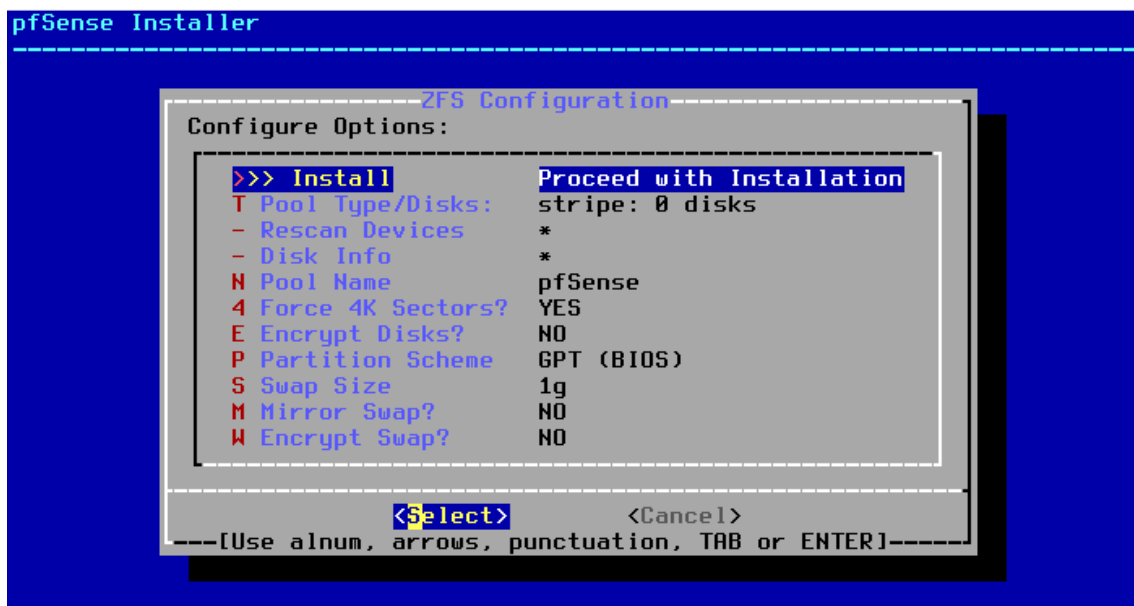 pfSense Installer
ZFS Configuration
Configure Options:
>>> Install Proceed with Installation
T Pool Type/Disks: stripe: 0 disks
- Rescan Devices *
- Disk Info *
N Pool Name pfSense
4 Force 4K Sectors? YES
E Encrypt Disks? NO
P Partition Scheme GPT (BIOS)
S Swap Size 1g
M Mirror Swap? NO
W Encrypt Swap? NO
<Select> <Cancel>
[Use alnum, arrows, punctuation, TAB or ENTER]